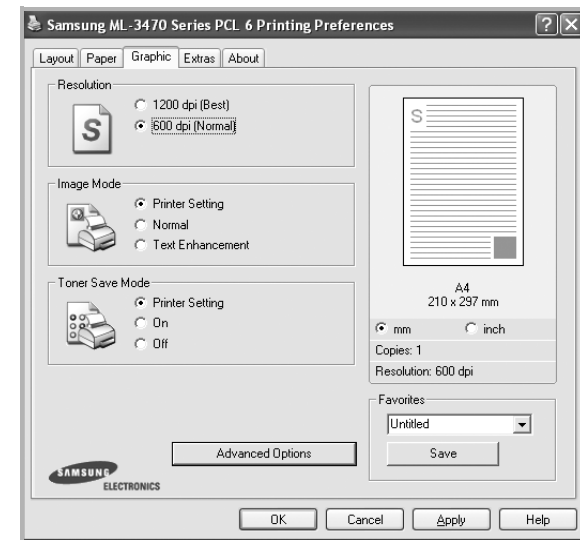 Samsung ML-3470 Series PCL 6 Printing Preferences
Layout Paper Graphic Extras About
Resolution
S
1200 dpi (Best)
600 dpi (Normal)
Image Mode
Printer Setting
Normal
Text Enhancement
Toner Save Mode
Printer Setting
On
Off
S
A4
210 x 297 mm
mm inch
Copies: 1
Resolution: 600 dpi
Favorites
Untitled
Save
Advanced Options
SAMSUNG
ELECTRONICS
OK Cancel Apply Help